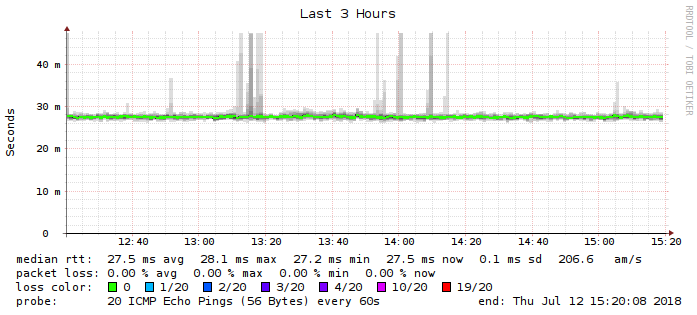 Last 3 Hours
RRDTOOL / TOBI OETIKER
Seconds
40 m
30 m
20 m
10 m
0
12:40 13:00 13:20 13:40 14:00 14:20 14:40 15:00 15:20
median rtt: 27.5 ms avg 28.1 ms max 27.2 ms min 27.5 ms now 0.1 ms sd 206.6 am/s
packet loss: 0.00 % avg 0.00 % max 0.00 % min 0.00 % now
loss color: 0 1/20 2/20 3/20 4/20 10/20 19/20
probe: 20 ICMP Echo Pings (56 Bytes) every 60s end: Thu Jul 12 15:20:08 2018